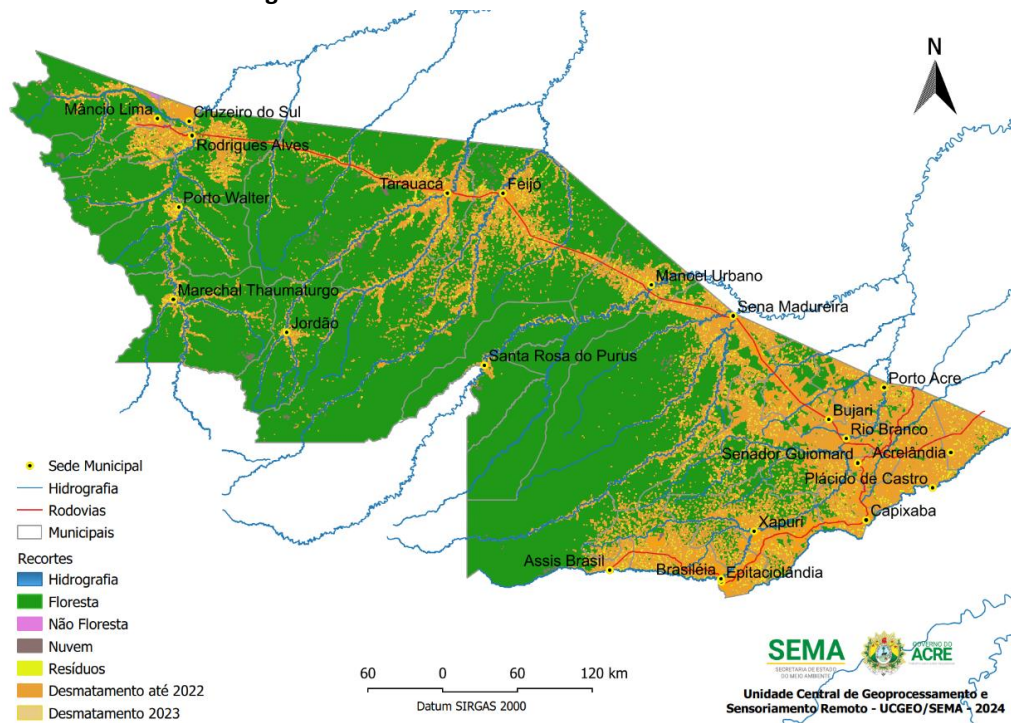 N
Mâncio Lima
Cruzeiro do Sul
Rodrigues Alves
Tarauacá
Feijó
Porto Walter
Manoel Urbano
Marechal Thaumaturgo
Sena Madureira
Jordão
Santa Rosa do Purus
Porto Acre
Bujari
Rio Branco
Senador Guiomard
Acrelândia
Plácido de Castro
Capixaba
Xapuri
Assis Brasil
Brasiléia
Epitaciolândia
Sede Municipal
Hidrografia
Rodovias
Municipais
Recortes
Hidrografia
Floresta
Não Floresta
Nuvem
Resíduos
Desmatamento até 2022
Desmatamento 2023
60 0 60 120 km
Datum SIRGAS 2000
SEMA
SECRETARIA DE ESTADO
DO MEIO AMBIENTE
GOVERNO DO
ACRE
Unidade Central de Geoprocessamento e
Sensoriamento Remoto - UCGEO/SEMA - 2024